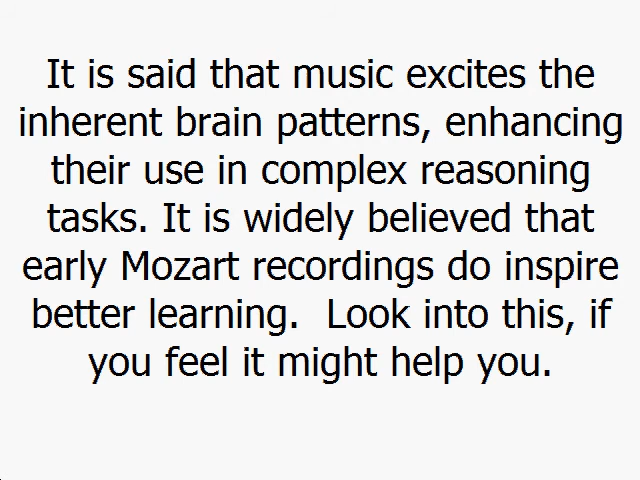 It is said that music excites the
inherent brain patterns, enhancing
their use in complex reasoning
tasks. It is widely believed that
early Mozart recordings do inspire
better learning.  Look into this, if
you feel it might help you.